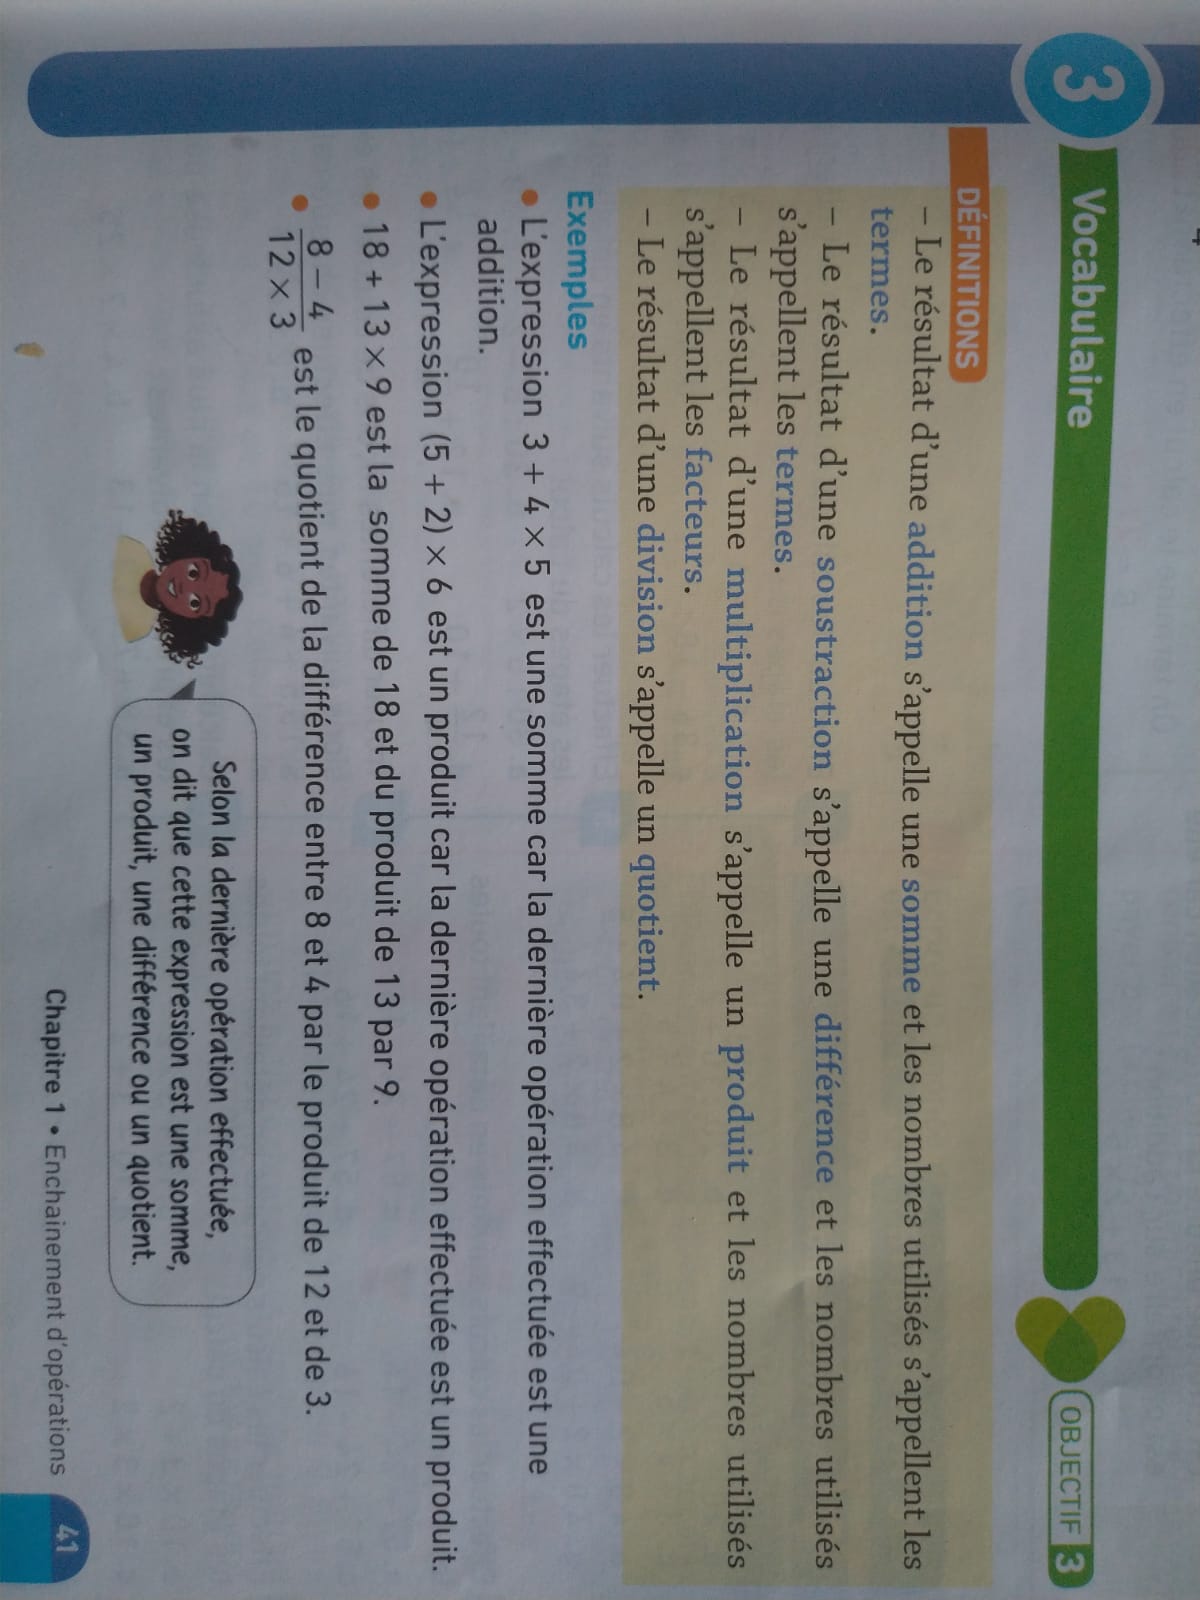 3 Vocabulaire OBJECTIF 3
DÉFINITIONS
– Le résultat d'une addition s'appelle une somme et les nombres utilisés s'appellent les
termes.
– Le résultat d'une soustraction s'appelle une différence et les nombres utilisés
s'appellent les termes.
– Le résultat d'une multiplication s'appelle un produit et les nombres utilisés
s'appellent les facteurs.
– Le résultat d'une division s'appelle un quotient.
Exemples
• L'expression 3 + 4 × 5 est une somme car la dernière opération effectuée est une
addition.
• L'expression (5 + 2) × 6 est un produit car la dernière opération effectuée est un produit.
• 18 + 13 × 9 est la somme de 18 et du produit de 13 par 9.
• 8 – 4
12 × 3 est le quotient de la différence entre 8 et 4 par le produit de 12 et de 3.
Selon la dernière opération effectuée,
on dit que cette expression est une somme,
un produit, une différence ou un quotient.
Chapitre 1 • Enchainement d'opérations 41